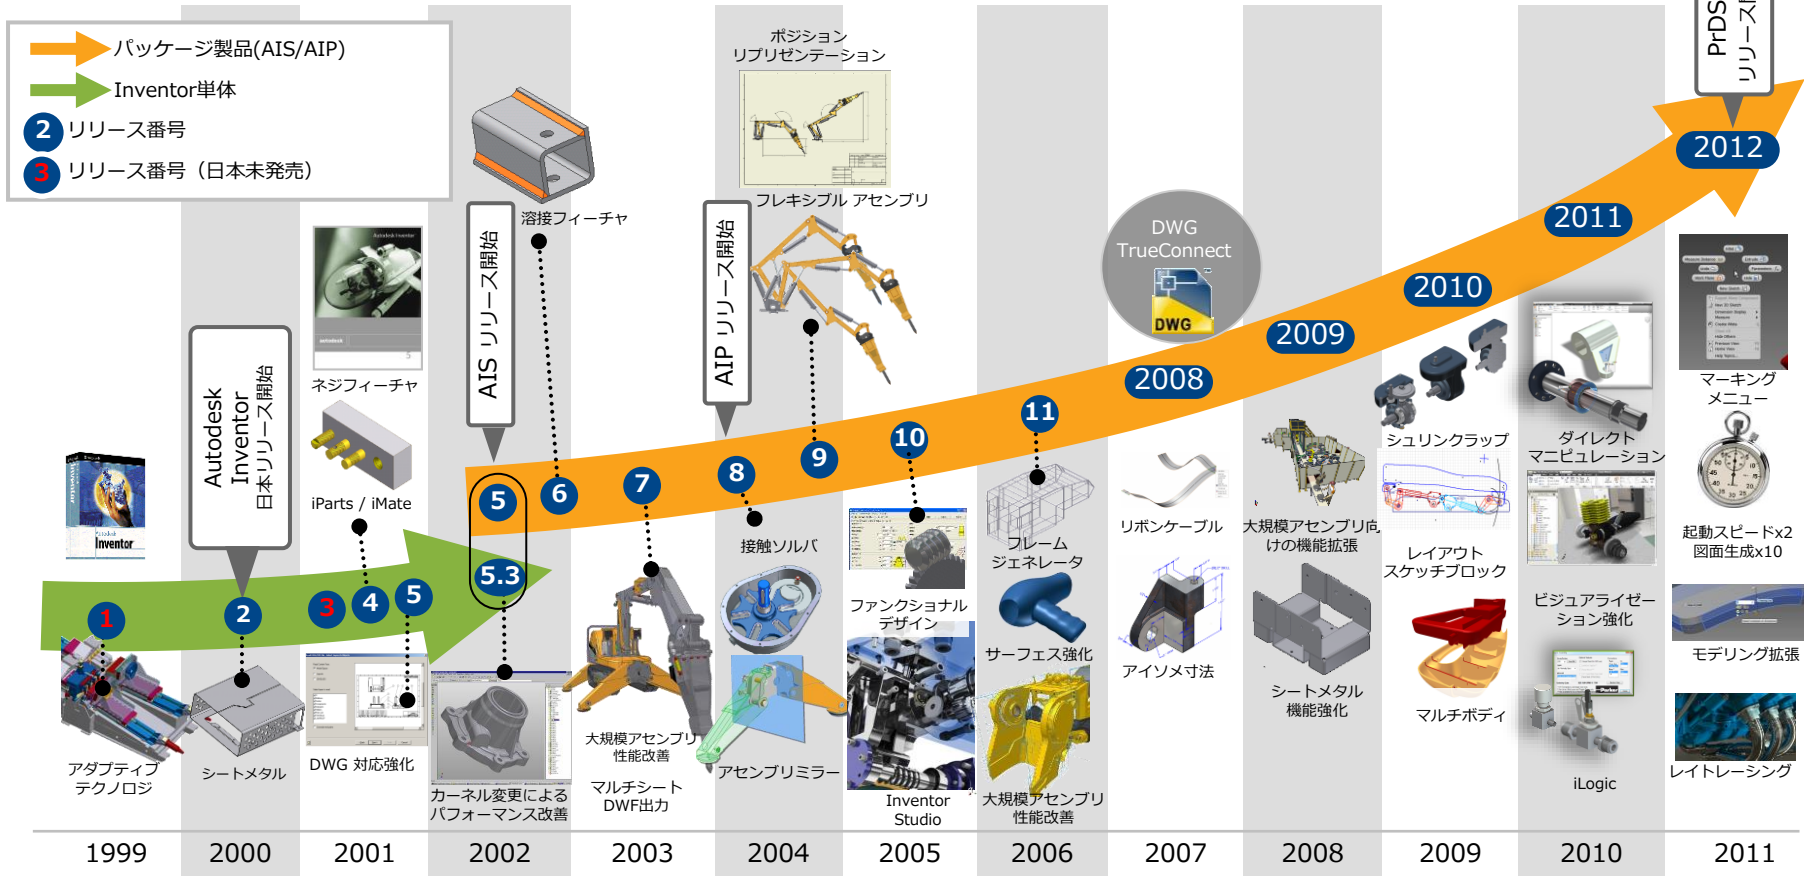 パッケージ製品(AIS/AIP)
Inventor単体
2 リリース番号
3 リリース番号（日本未発売）
Autodesk
Inventor
日本リリース開始
AIS リリース開始
AIP リリース開始
PrDS
リリース
1
2
3
4
5
5
5.3
6
7
8
9
10
11
2008
2009
2010
2011
2012
Autodesk
Inventor
アダプティブ
テクノロジ
シートメタル
Autodesk Inventor
autodesk
5
ネジフィーチャ
iParts / iMate
DWG 対応強化
溶接フィーチャ
カーネル変更による
パフォーマンス改善
大規模アセンブリ
性能改善
マルチシート
DWF出力
ポジション
リプリゼンテーション
フレキシブル アセンブリ
接触ソルバ
アセンブリミラー
ファンクショナル
デザイン
Inventor
Studio
フレーム
ジェネレータ
サーフェス強化
大規模アセンブリ
性能改善
DWG
TrueConnect
DWG
リボンケーブル
アイソメ寸法
大規模アセンブリ向
けの機能拡張
シートメタル
機能強化
シュリンクラップ
レイアウト
スケッチブロック
マルチボディ
ダイレクト
マニピュレーション
ビジュアライゼー
ション強化
iLogic
マーキング
メニュー
起動スピードx2
図面生成x10
モデリング拡張
レイトレーシング
1999
2000
2001
2002
2003
2004
2005
2006
2007
2008
2009
2010
2011